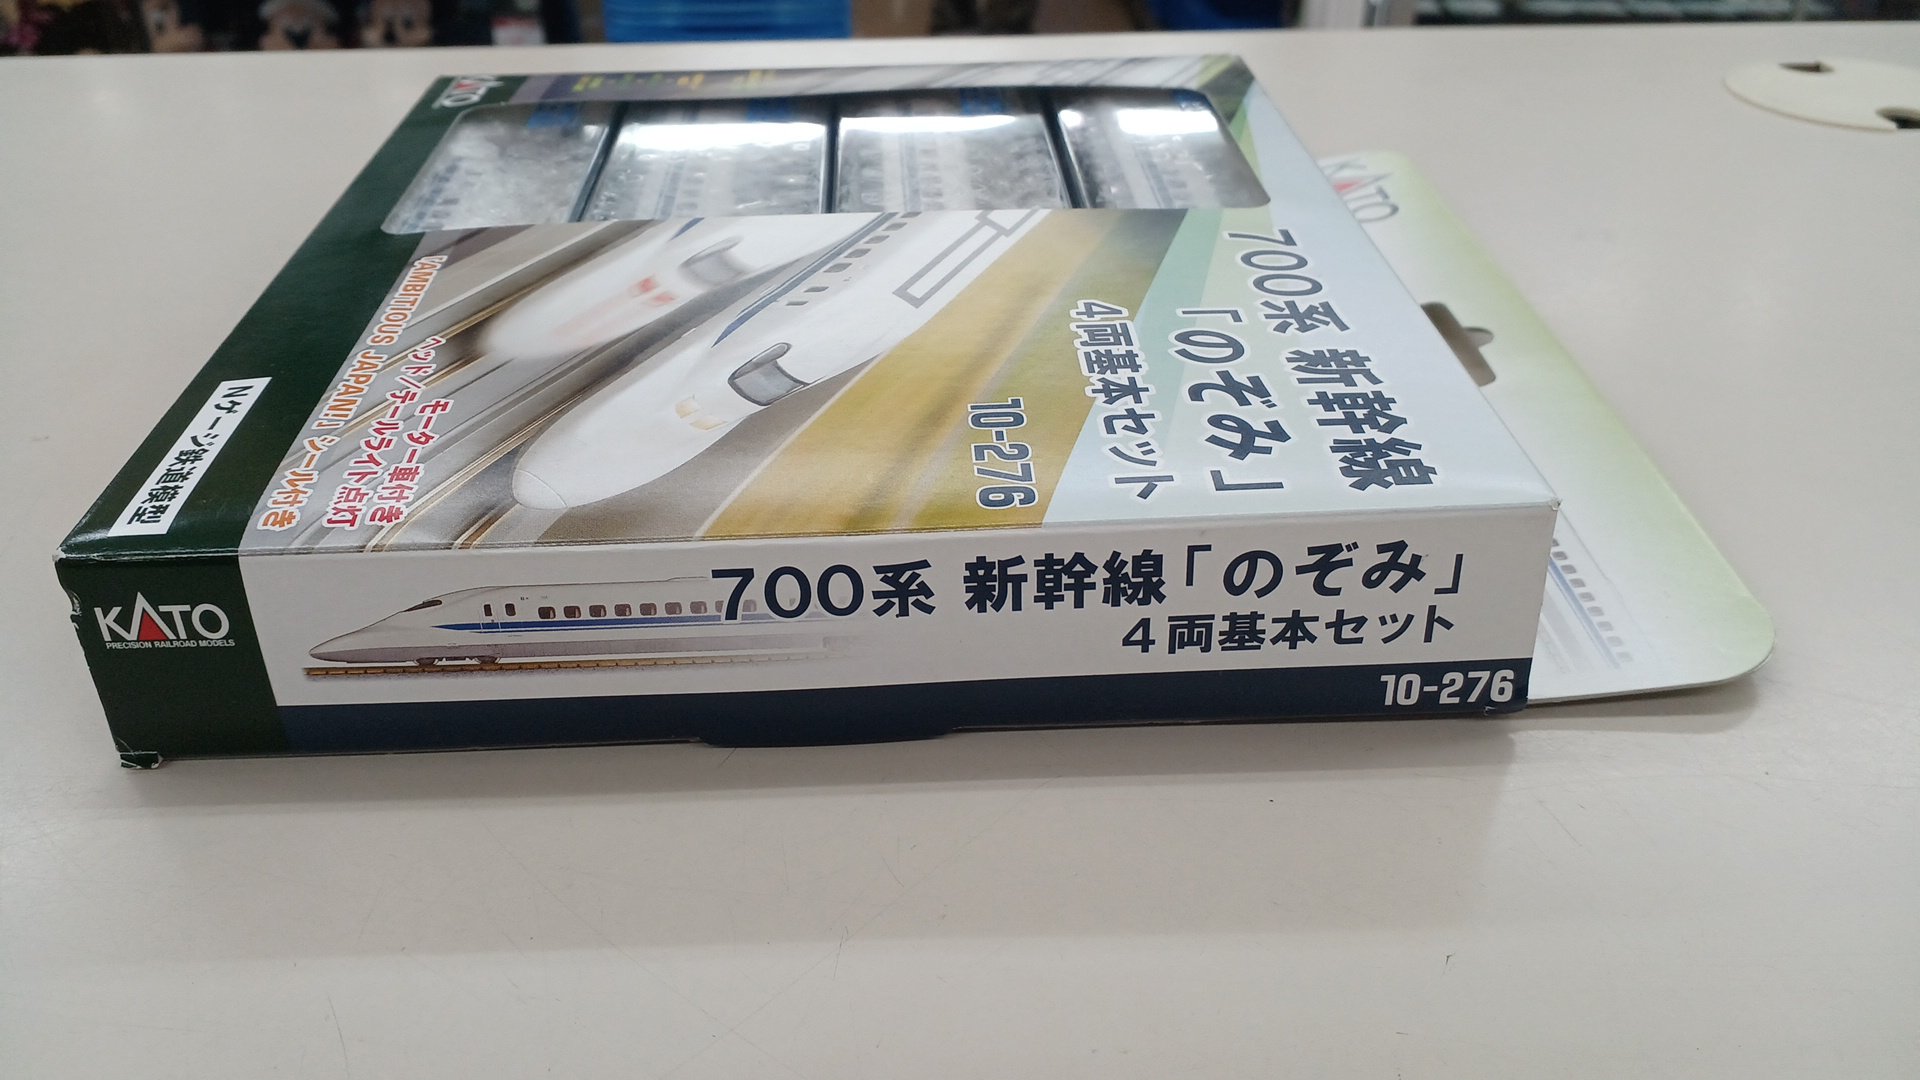 KATO
KATO
700系 新幹線
「のぞみ」
4両基本セット
10-276
モーター車付き
ヘッド/テールライト点灯
「AMBITIOUS JAPAN!」シール付き
Nゲージ鉄道模型
KATO
PRECISION RAILROAD MODELS
700系 新幹線「のぞみ」
4両基本セット
10-276